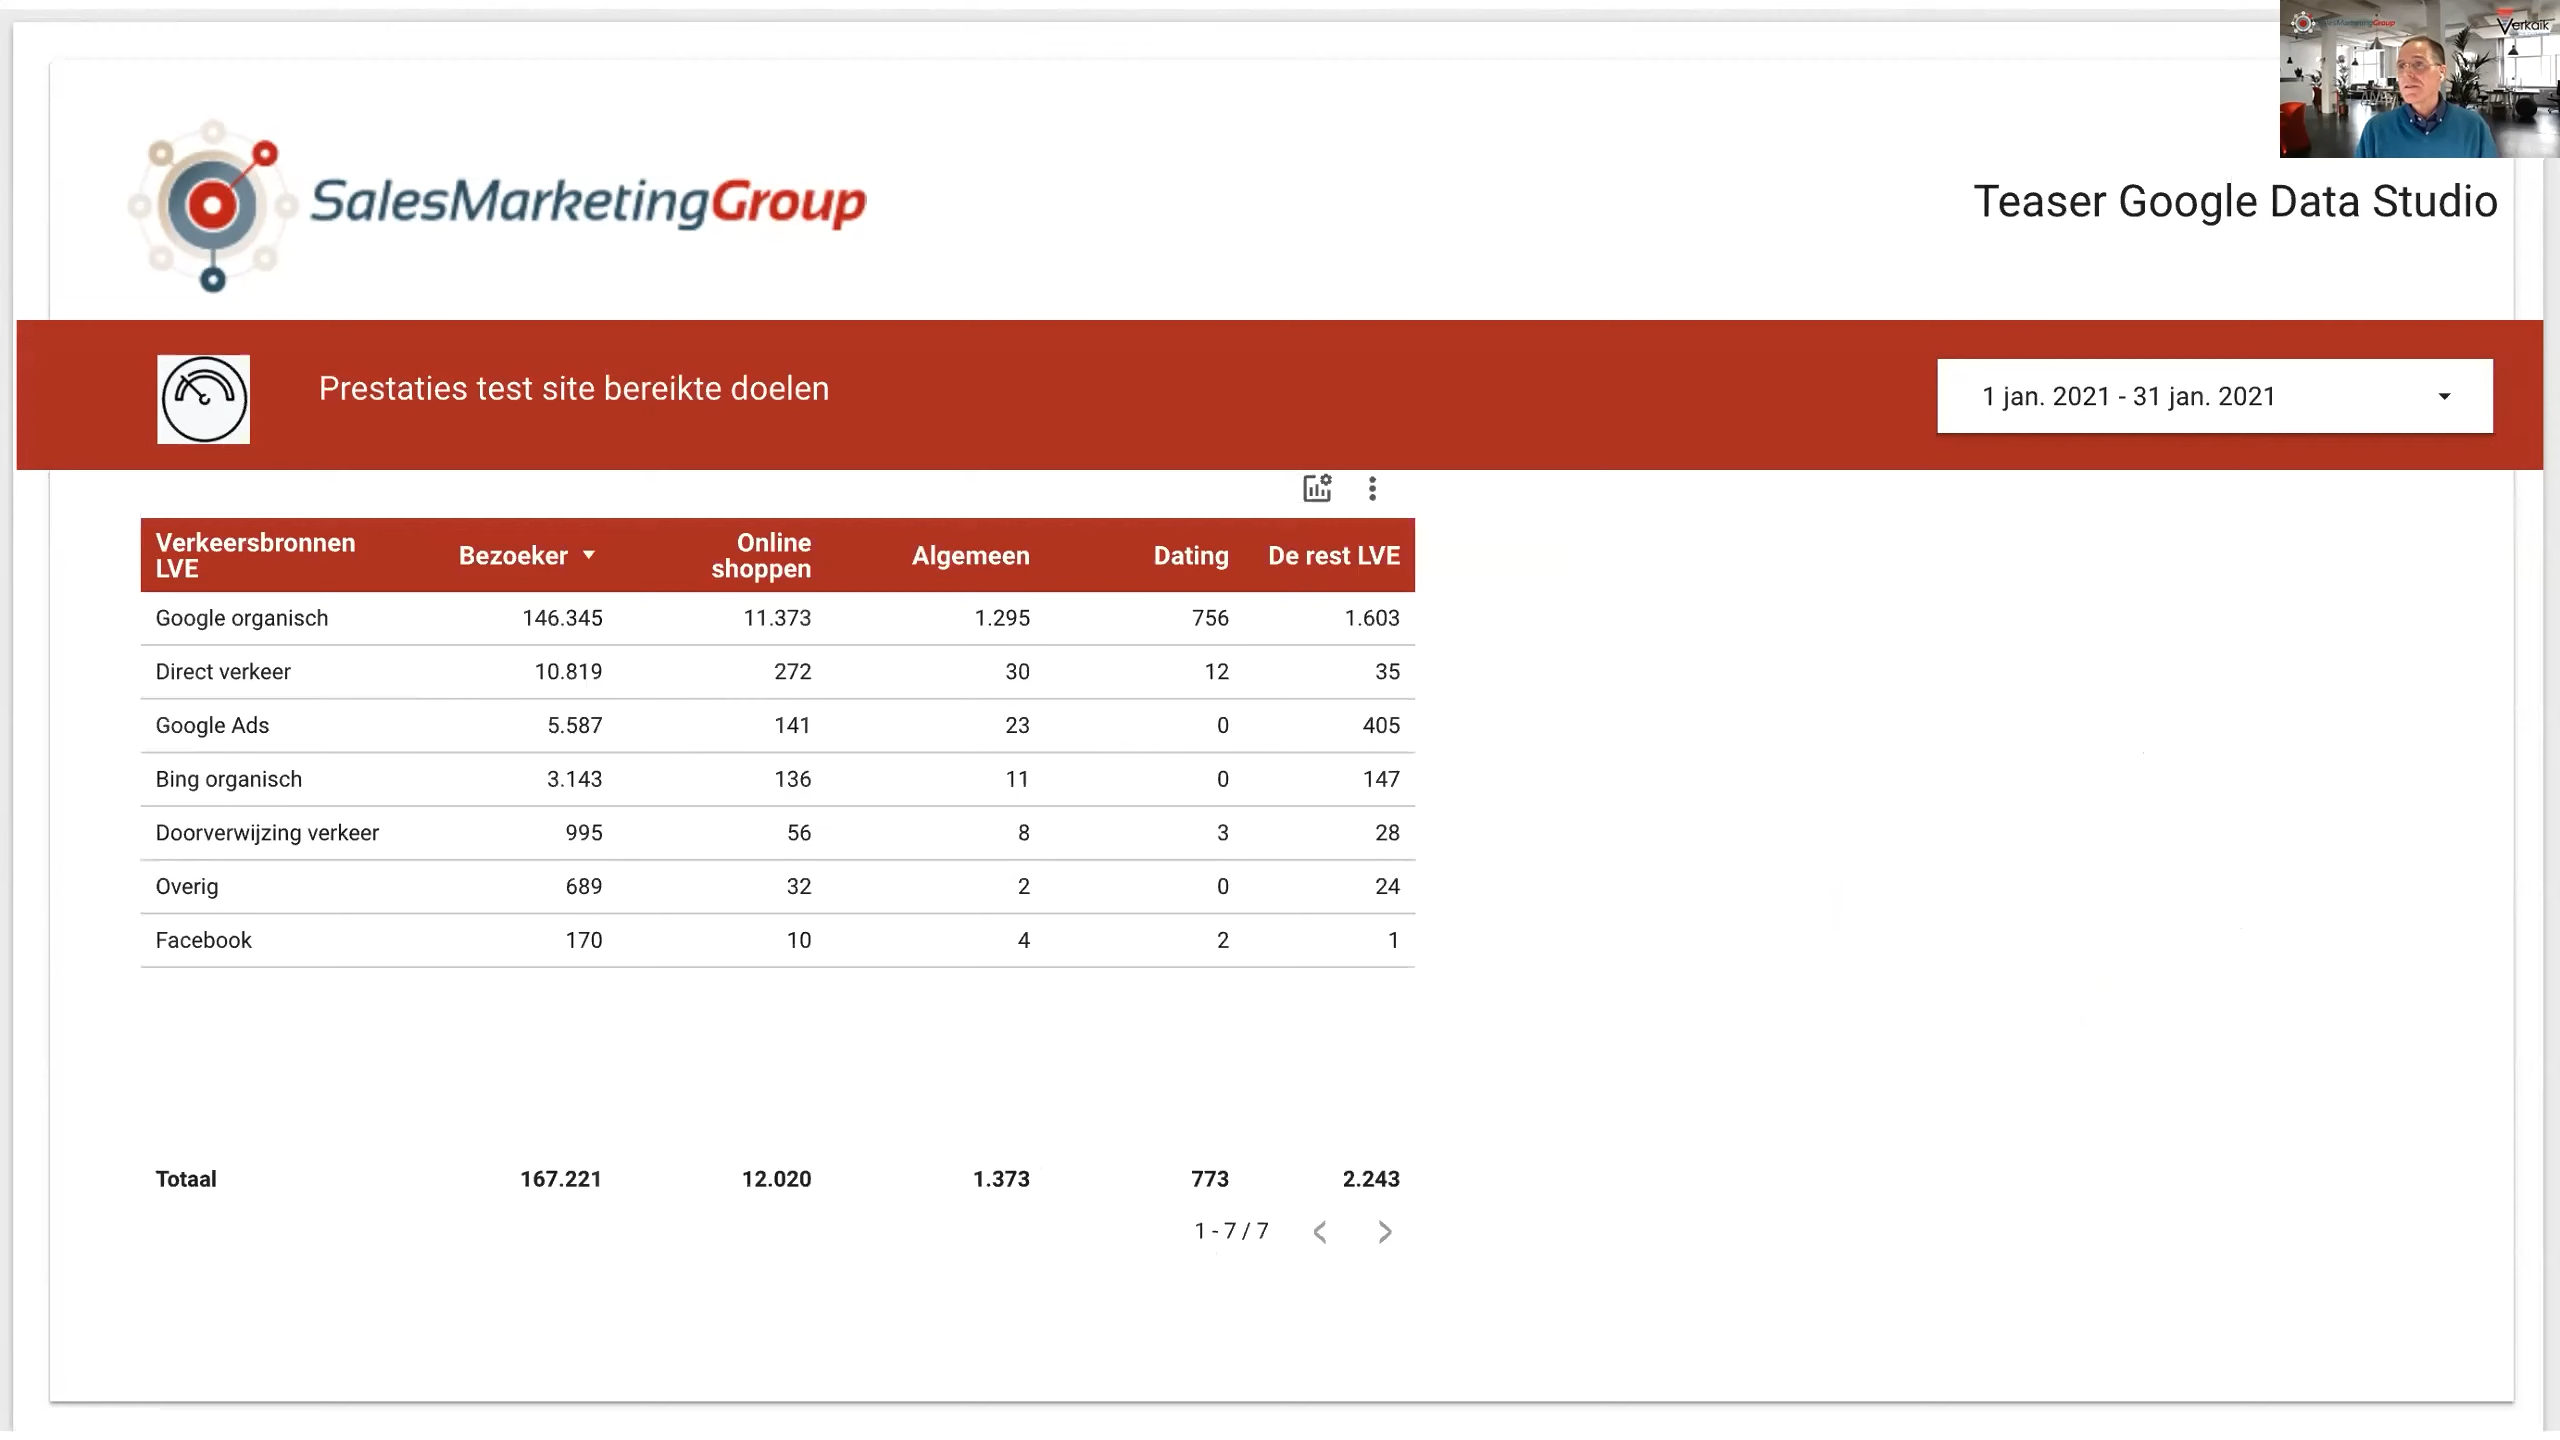 SalesMarketingGroup
Verkaik
SalesMarketingGroup
Teaser Google Data Studio
Prestaties test site bereikte doelen
1 jan. 2021 - 31 jan. 2021
Verkeersbronnen LVE Bezoeker Online shoppen Algemeen Dating De rest LVE
Google organisch 146.345 11.373 1.295 756 1.603
Direct verkeer 10.819 272 30 12 35
Google Ads 5.587 141 23 0 405
Bing organisch 3.143 136 11 0 147
Doorverwijzing verkeer 995 56 8 3 28
Overig 689 32 2 0 24
Facebook 170 10 4 2 1
Totaal 167.221 12.020 1.373 773 2.243
1 - 7 / 7